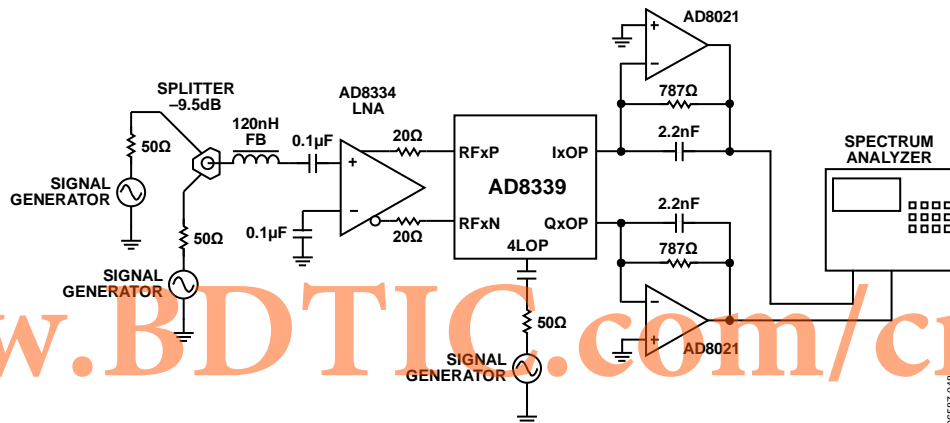 AD8021
787Ω
2.2nF
SPLITTER
–9.5dB
50Ω
SIGNAL
GENERATOR
50Ω
SIGNAL
GENERATOR
120nH
FB
0.1µF
0.1µF
AD8334
LNA
+
–
20Ω
20Ω
RFxP
IxOP
AD8339
RFxN
QxOP
4LOP
50Ω
SIGNAL
GENERATOR
+
–
2.2nF
787Ω
–
+
AD8021
SPECTRUM
ANALYZER
w.BDTIC.com/cn